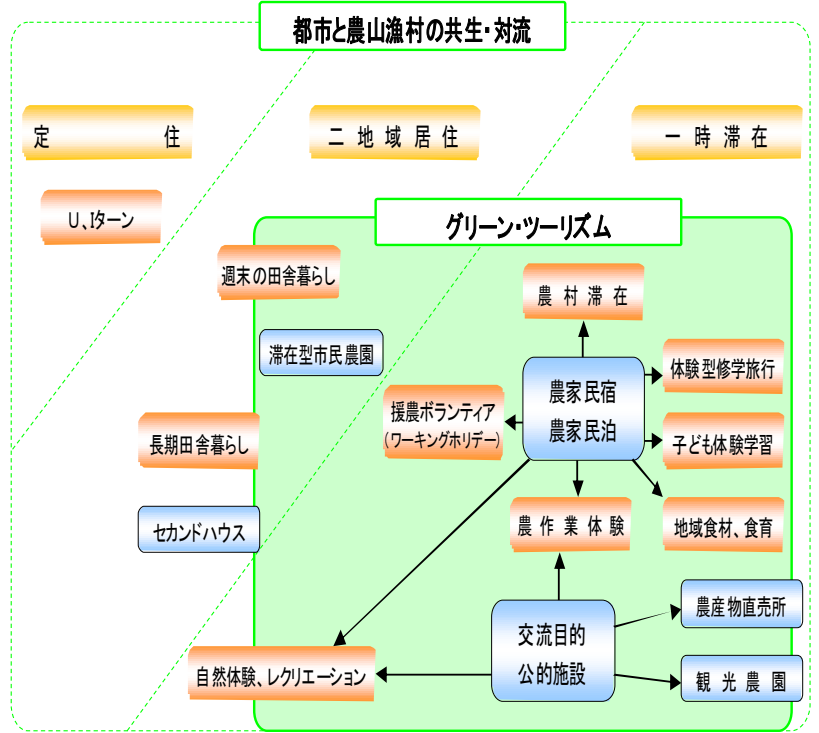 都市と農山漁村の共生・対流
定住
二地域居住
一時滞在
U、Iターン
グリーン・ツーリズム
週末の田舎暮らし
農村滞在
滞在型市民農園
農家民宿
農家民泊
体験型修学旅行
援農ボランティア
(ワーキングホリデー)
長期田舎暮らし
子ども体験学習
セカンドハウス
農作業体験
地域食材、食育
農産物直売所
交流目的
公的施設
自然体験、レクリエーション
観光農園